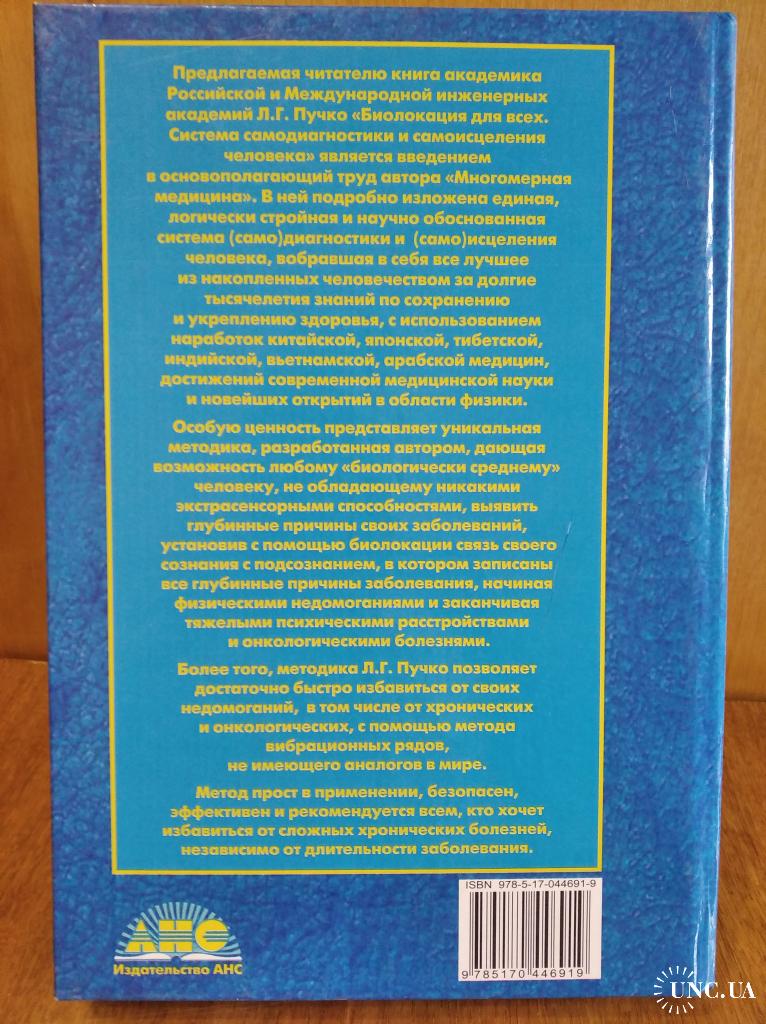 Предлагаемая читателю книга академика
Российской и Международной инженерных
академий Л.Г. Пучко «Биолокация для всех.
Система самодиагностики и самоисцеления
человека» является введением
в основополагающий труд автора «Многомерная
медицина». В ней подробно изложена единая,
логически стройная и научно обоснованная
система (само)диагностики и (само)исцеления
человека, вобравшая в себя все лучшее
из накопленных человечеством за долгие
тысячелетия знаний по сохранению
и укреплению здоровья, с использованием
наработок китайской, японской, тибетской,
индийской, вьетнамской, арабской медицин,
достижений современной медицинской науки
и новейших открытий в области физики.
Особую ценность представляет уникальная
методика, разработанная автором, дающая
возможность любому «биологически среднему»
человеку, не обладающему никакими
экстрасенсорными способностями, выявить
глубинные причины своих заболеваний,
установив с помощью биолокации связь своего
сознания с подсознанием, в котором записаны
все глубинные причины заболевания, начиная
физическими недомоганиями и заканчивая
тяжелыми психическими расстройствами
и онкологическими болезнями.
Более того, методика Л.Г. Пучко позволяет
достаточно быстро избавиться от своих
недомоганий, в том числе от хронических
и онкологических, с помощью метода
вибрационных рядов,
не имеющего аналогов в мире.
Метод прост в применении, безопасен,
эффективен и рекомендуется всем, кто хочет
избавиться от сложных хронических болезней,
независимо от длительности заболевания.
ISBN 978-5-17-044691-9
9 785170 446919
АНС
Издательство АНС
UNC.UA